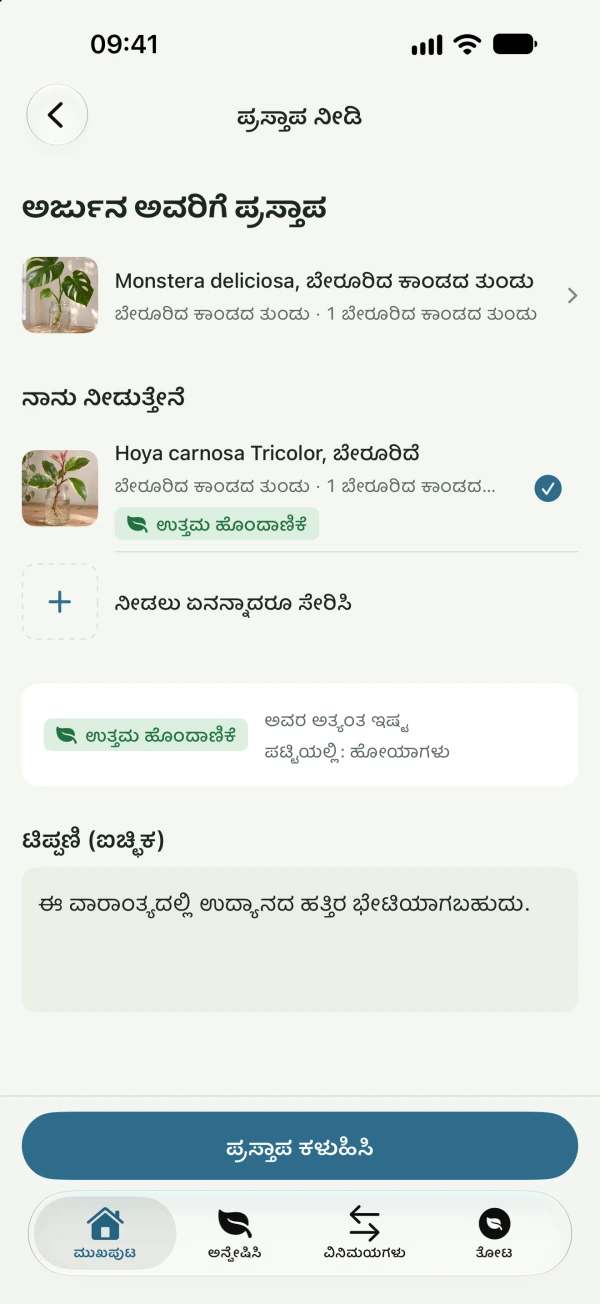 09:41
ಪ್ರಸ್ತಾಪ ನೀಡಿ
ಅರ್ಜುನ ಅವರಿಗೆ ಪ್ರಸ್ತಾಪ
Monstera deliciosa, ಬೇರೂರಿದ ಕಾಂಡದ ತುಂಡು
ಬೇರೂರಿದ ಕಾಂಡದ ತುಂಡು · 1 ಬೇರೂರಿದ ಕಾಂಡದ ತುಂಡು
ನಾನು ನೀಡುತ್ತೇನೆ
Hoya carnosa Tricolor, ಬೇರೂರಿದೆ
ಬೇರೂರಿದ ಕಾಂಡದ ತುಂಡು · 1 ಬೇರೂರಿದ ಕಾಂಡದ...
ಉತ್ತಮ ಹೊಂದಾಣಿಕೆ
ನೀಡಲು ಏನನ್ನಾದರೂ ಸೇರಿಸಿ
ಉತ್ತಮ ಹೊಂದಾಣಿಕೆ
ಅವರ ಅತ್ಯಂತ ಇಷ್ಟ
ಪಟ್ಟಿಯಲ್ಲಿ: ಹೋಯಾಗಳು
ಟಿಪ್ಪಣಿ (ಐಚ್ಛಿಕ)
ಈ ವಾರಾಂತ್ಯದಲ್ಲಿ ಉದ್ಯಾನದ ಹತ್ತಿರ ಭೇಟಿಯಾಗಬಹುದು.
ಪ್ರಸ್ತಾಪ ಕಳುಹಿಸಿ
ಮುಖಪುಟ
ಅನ್ವೇಷಿಸಿ
ವಿನಿಮಯಗಳು
ತೋಟ